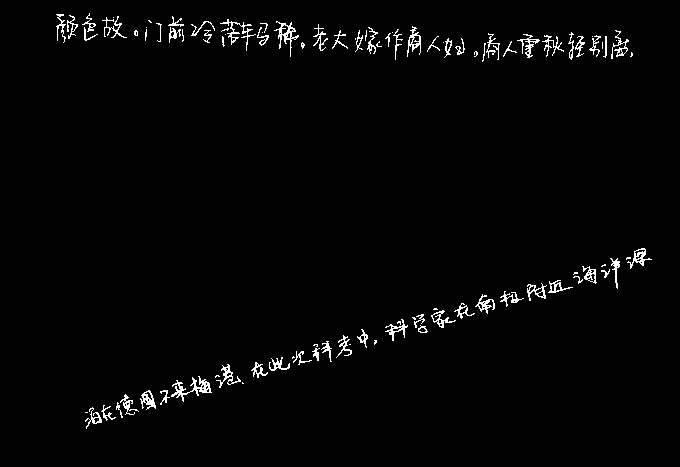 颜色故。门前冷落车马稀。老大嫁作商人妇。商人重利轻别离,
泊在德国不来梅港、在此次科考中,科学家在南极附近海洋深